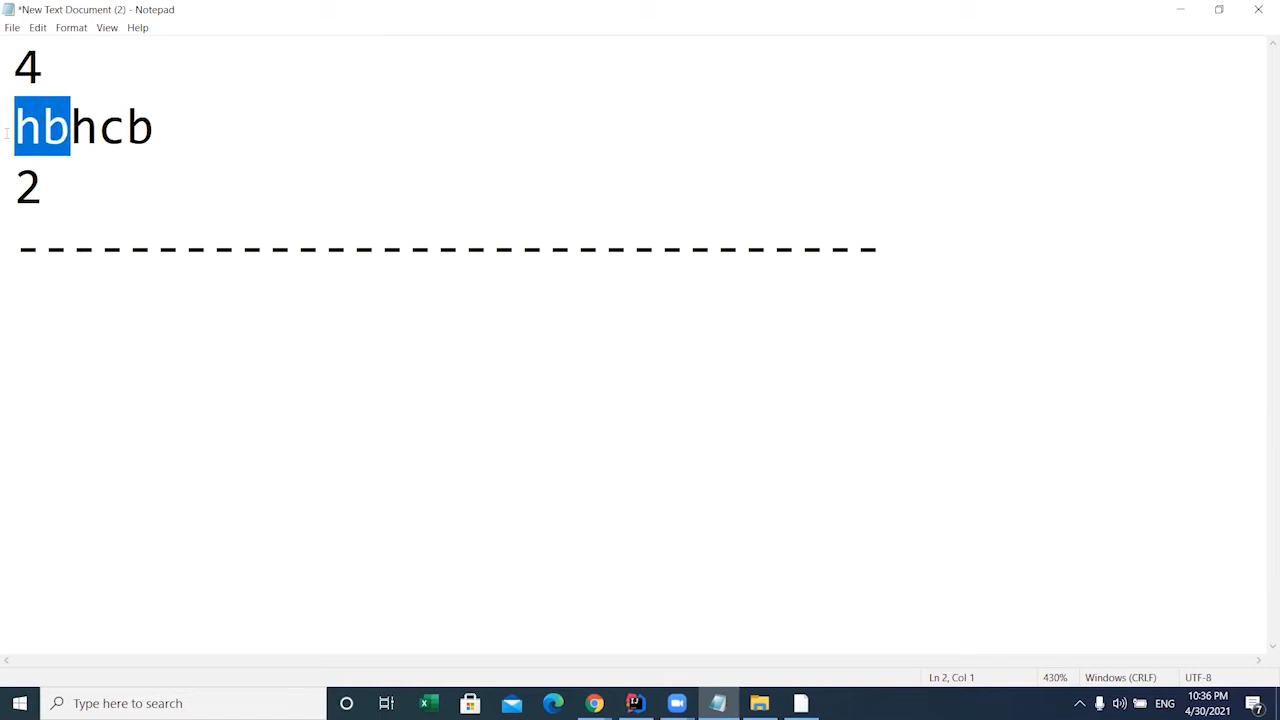 *New Text Document (2) - Notepad
File Edit Format View Help
4
hbhcb
2
-------------------------------
Ln 2, Col 1 430% Windows (CRLF) UTF-8
Type here to search
ENG
10:36 PM
4/30/2021
7